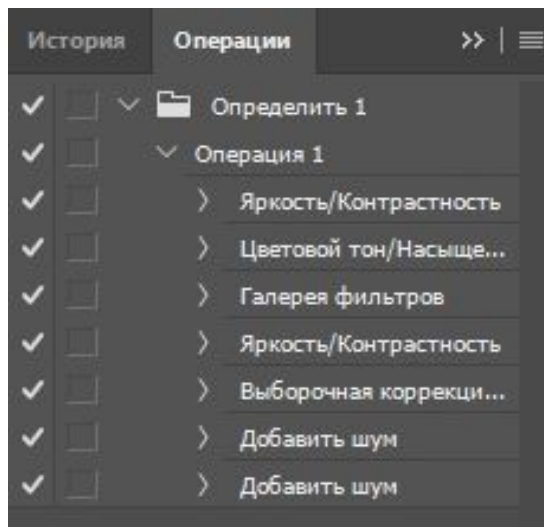 История Операции
Определить 1
Операция 1
Яркость/Контрастность
Цветовой тон/Насыще...
Галерея фильтров
Яркость/Контрастность
Выборочная коррекци...
Добавить шум
Добавить шум